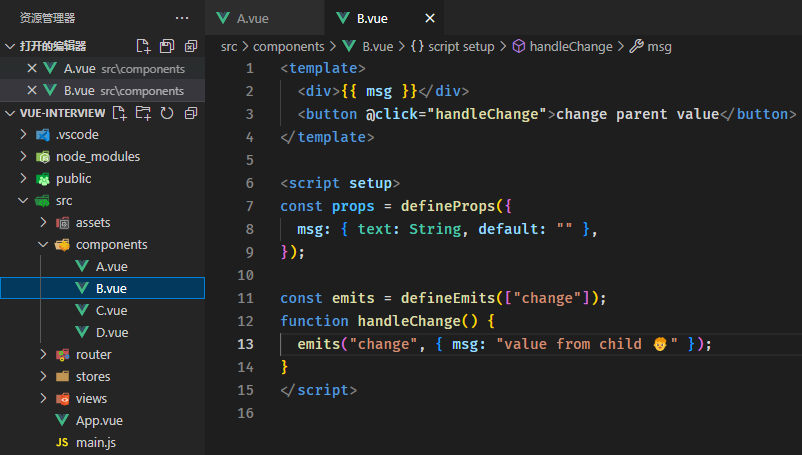 资源管理器
···
打开的编辑器
A.vue src\components
B.vue src\components
VUE-INTERVIEW
.vscode
node_modules
public
src
assets
components
A.vue
B.vue
C.vue
D.vue
router
stores
views
App.vue
JS main.js
A.vue
B.vue
src > components > B.vue > {} script setup > handleChange > msg
1 <template>
2   <div>{{ msg }}</div>
3   <button @click="handleChange">change parent value</button>
4 </template>
5
6 <script setup>
7 const props = defineProps({
8   msg: { text: String, default: "" },
9 });
10
11 const emits = defineEmits(["change"]);
12 function handleChange() {
13   emits("change", { msg: "value from child 👦" });
14 }
15 </script>
16